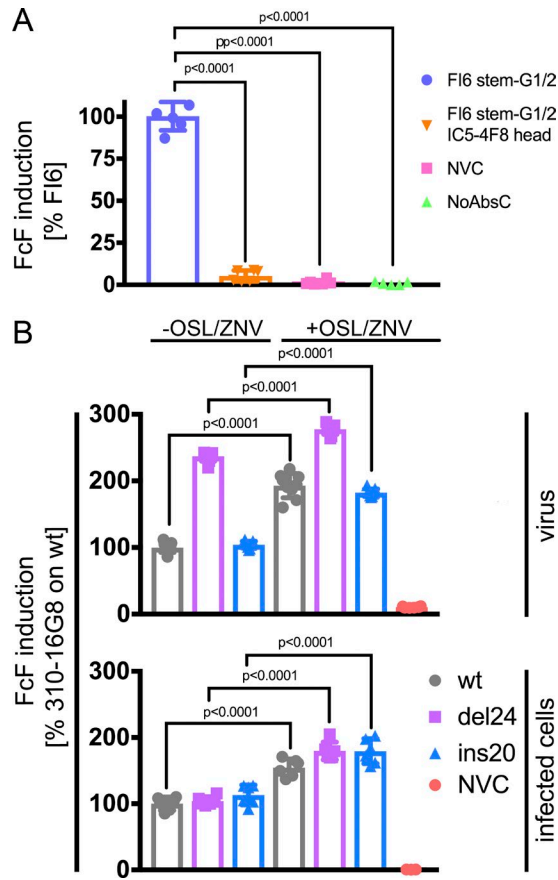 A
p<0.0001
pp<0.0001
p<0.0001
FcF induction
[% FI6]
100
75
50
25
0
FI6 stem-G1/2
FI6 stem-G1/2
IC5-4F8 head
NVC
NoAbsC
B
-OSL/ZNV
+OSL/ZNV
p<0.0001
p<0.0001
p<0.0001
FcF induction
[% 310-16G8 on wt]
300
200
100
0
virus
p<0.0001
p<0.0001
p<0.0001
300
200
100
0
wt
del24
ins20
NVC
infected cells